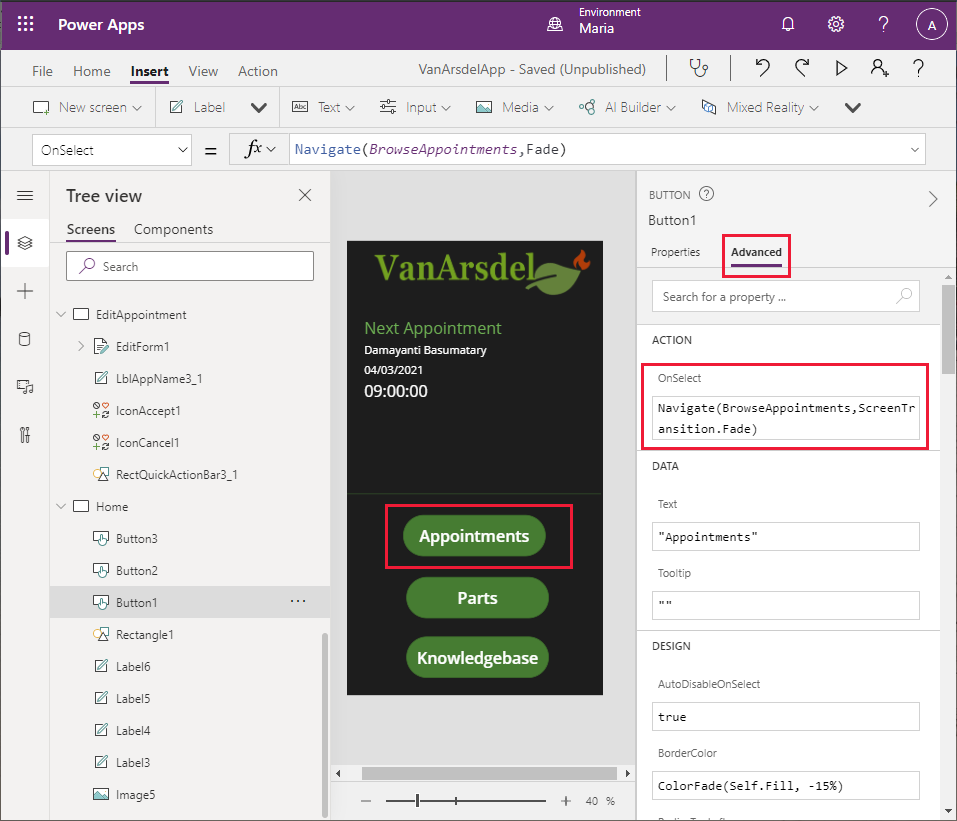 Power Apps
Environment
Maria
A
File Home Insert View Action
VanArsdelApp - Saved (Unpublished)
New screen Label Text Input Media AI Builder Mixed Reality
Abc
OnSelect = fx Navigate(BrowseAppointments,Fade)
Tree view
Screens Components
Search
EditAppointment
EditForm1
LblAppName3_1
IconAccept1
IconCancel1
RectQuickActionBar3_1
Home
Button3
Button2
Button1 ...
Rectangle1
Label6
Label5
Label4
Label3
Image5
VanArsdel
Next Appointment
Damayanti Basumatary
04/03/2021
09:00:00
Appointments
Parts
Knowledgebase
40 %
BUTTON
Button1
Properties Advanced
Search for a property ...
ACTION
OnSelect
Navigate(BrowseAppointments,ScreenTr
ansition.Fade)
DATA
Text
"Appointments"
Tooltip
""
DESIGN
AutoDisableOnSelect
true
BorderColor
ColorFade(Self.Fill, -15%)